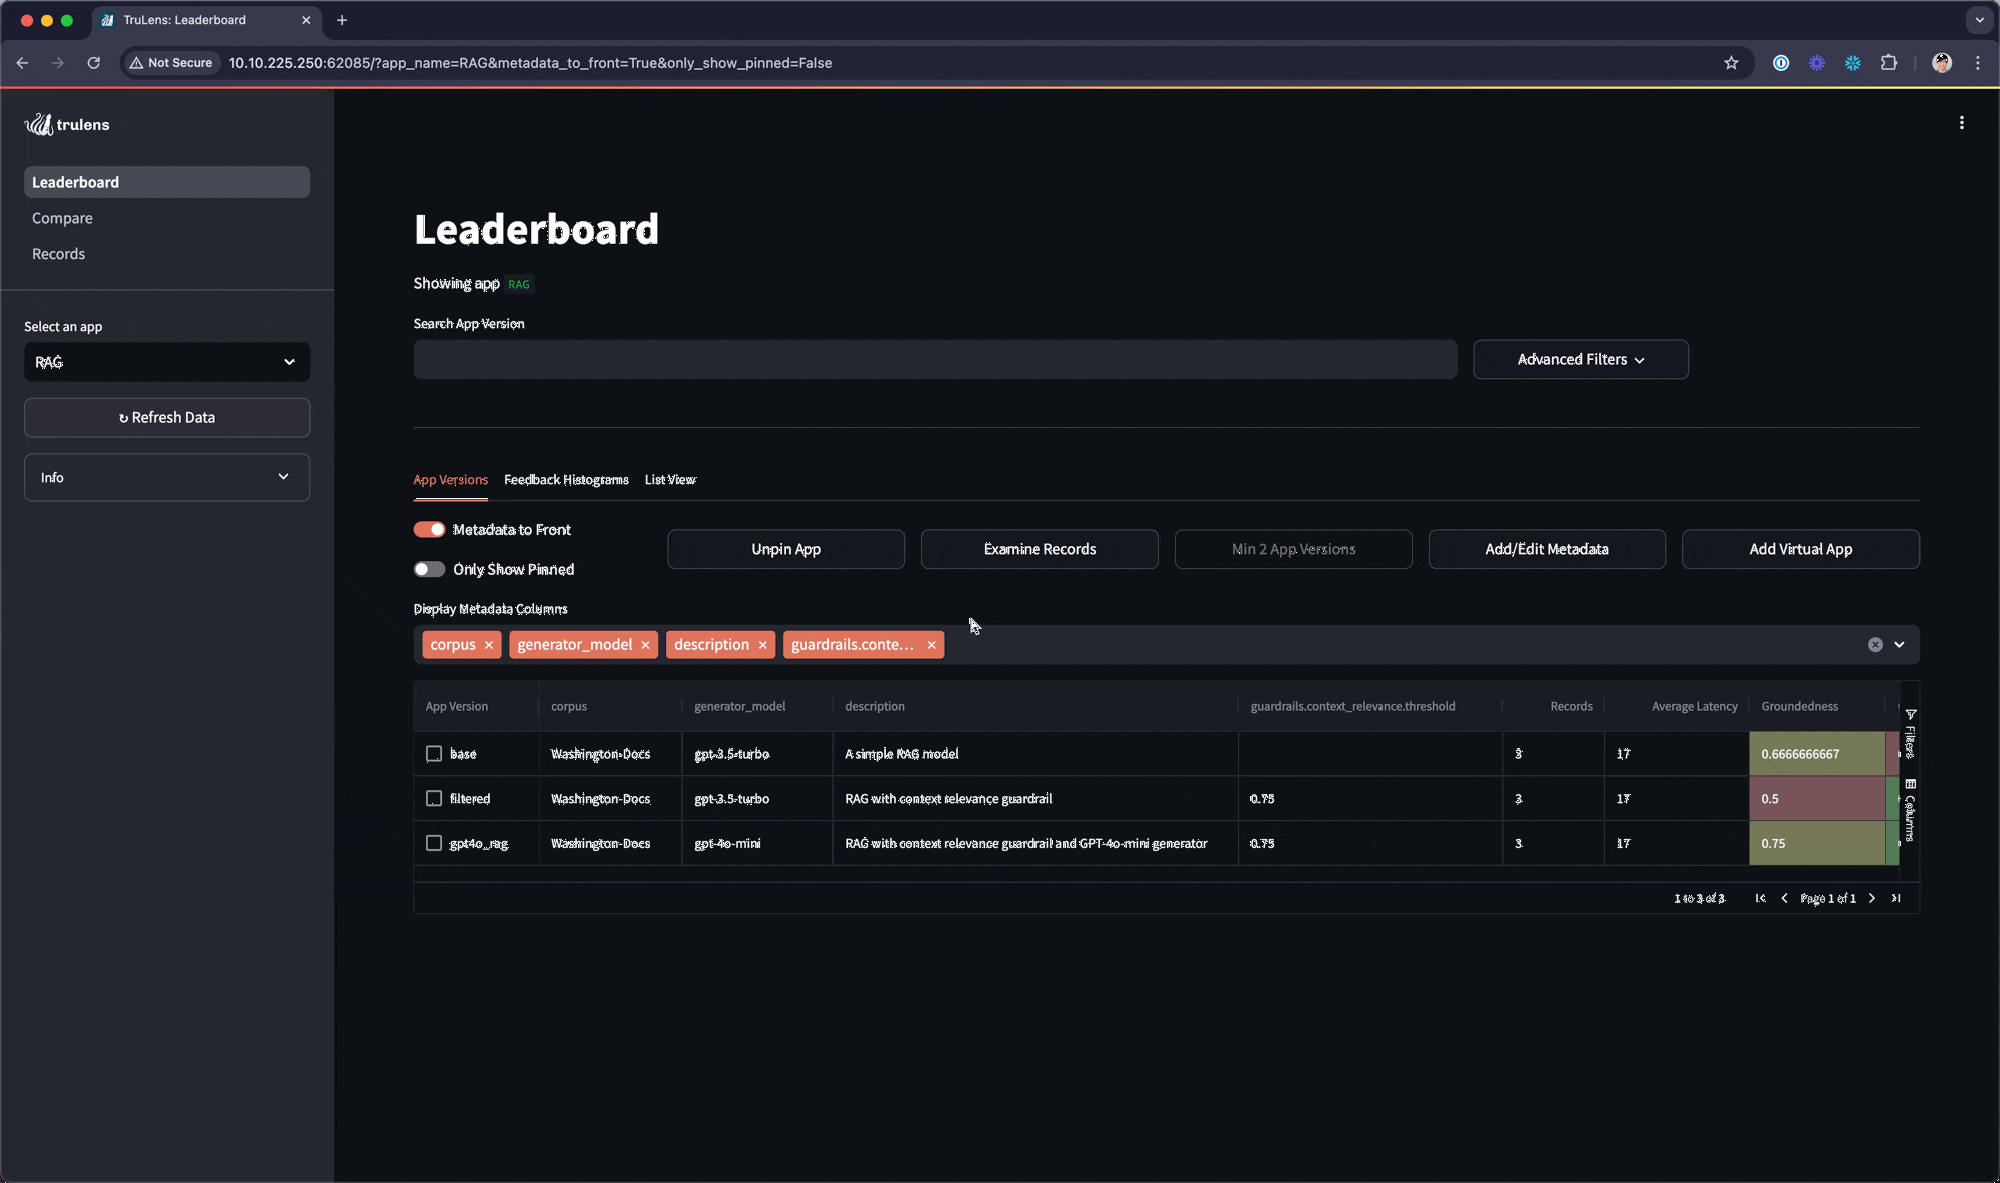 TruLens: Leaderboard
Not Secure 10.10.225.250:62085/?app_name=RAG&metadata_to_front=True&only_show_pinned=False
trulens
Leaderboard
Compare
Records
Select an app
RAG
↻ Refresh Data
Info
Leaderboard
Showing app RAG
Search App Version
Advanced Filters
App Versions Feedback Histograms List View
Metadata to Front
Only Show Pinned
Unpin App Examine Records Min 2 App Versions Add/Edit Metadata Add Virtual App
Display Metadata Columns
corpus × generator_model × description × guardrails.conte... ×
App Version corpus generator_model description guardrails.context_relevance.threshold Records Average Latency Groundedness
base Washington-Docs gpt-3.5-turbo A simple RAG model 3 17 0.6666666667
filtered Washington-Docs gpt-3.5-turbo RAG with context relevance guardrail 0.75 3 17 0.5
gpt4o_rag Washington-Docs gpt-4o-mini RAG with context relevance guardrail and GPT-4o-mini generator 0.75 3 17 0.75
Filters
Columns
1 to 3 of 3 Page 1 of 1